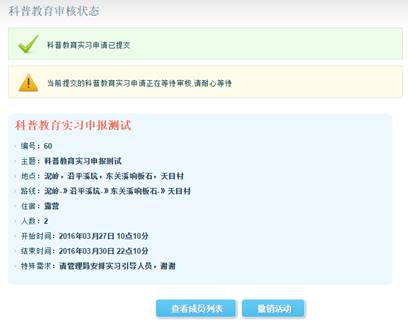 科普教育审核状态
科普教育实习申请已提交
当前提交的科普教育实习申请正在等待审核,请耐心等待
科普教育实习申报测试
编号：60
主题：科普教育实习申报测试
地点：泥岭，沿平溪坑，东关溪响板石，天目村
路线：泥岭-》沿平溪坑-》东关溪响板石-》天目村
住宿：露营
人数：2
开始时间：2016年03月27日 10点10分
结束时间：2016年03月30日 22点10分
特殊需求：请管理局安排实习引导人员，谢谢
查看成员列表
撤销活动